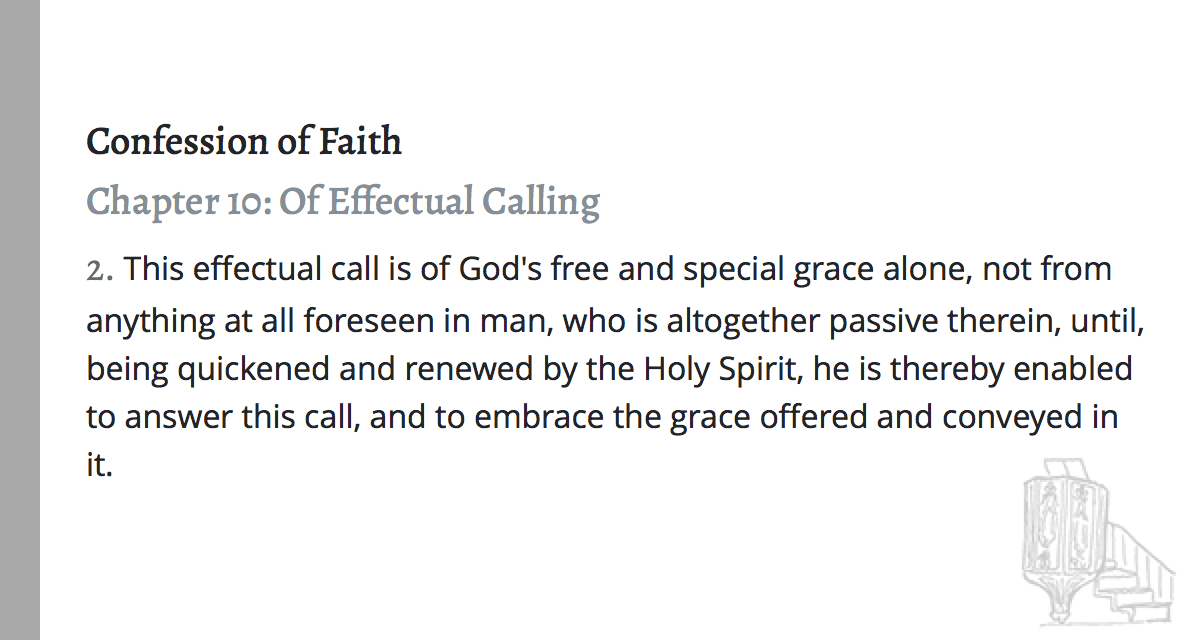 Confession of Faith
Chapter 10: Of Effectual Calling
2. This effectual call is of God's free and special grace alone, not from
anything at all foreseen in man, who is altogether passive therein, until,
being quickened and renewed by the Holy Spirit, he is thereby enabled
to answer this call, and to embrace the grace offered and conveyed in
it.